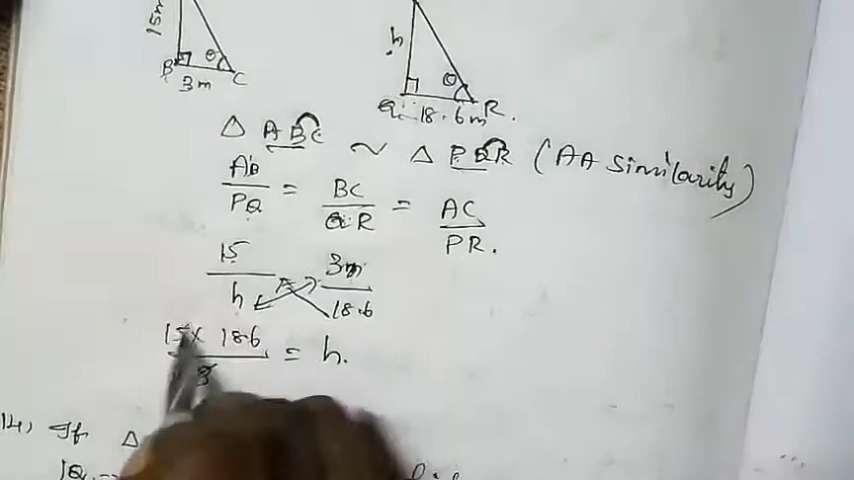 15m
B
3m
C
h
Q
18.6m
R.
△ ABC ~ △ PQR (AA Similarity)
AB/PQ = BC/QR = AC/PR.
15/h 3m/18.6
15x 18.6/3 = h.
14) If △